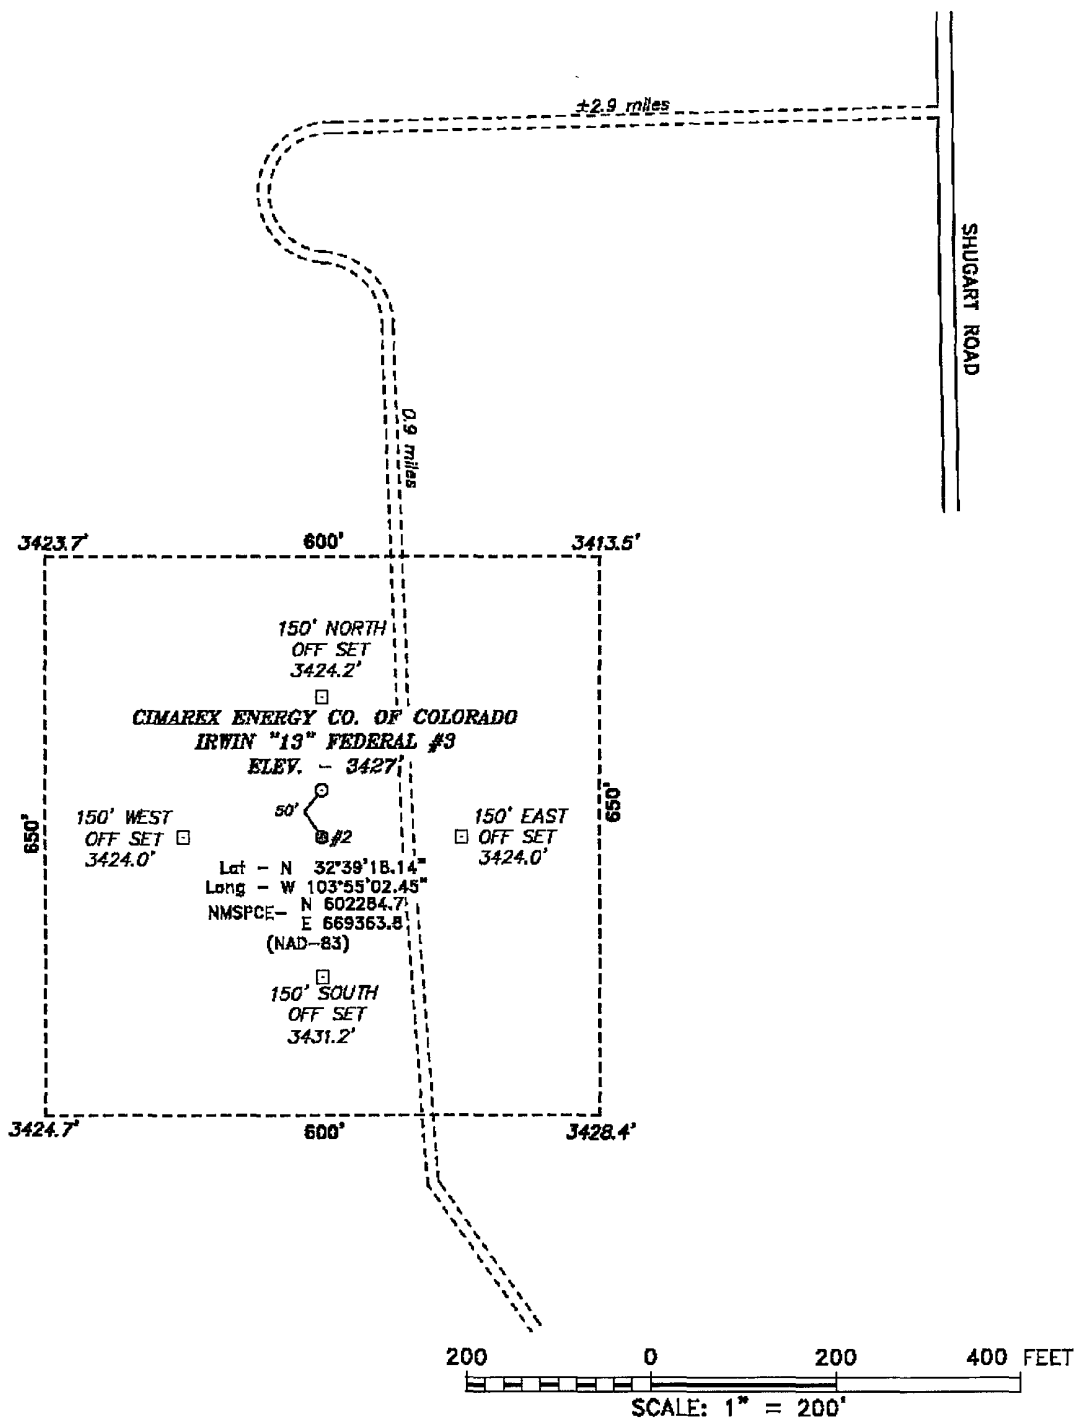 ±2.9 miles
SHUGART ROAD
0.9 miles
3423.7' 600' 3413.5'
150' NORTH
OFF SET
3424.2'
CIMAREX ENERGY CO. OF COLORADO
IRWIN "13" FEDERAL #3
ELEV. - 3427'
650'
650'
150' WEST
OFF SET
3424.0'
50'
#2
150' EAST
OFF SET
3424.0'
Lat - N 32°39'18.14"
Long - W 103°55'02.45"
NMSPCE- N 602284.7
E 669363.8
(NAD-83)
150' SOUTH
OFF SET
3431.2'
3424.7' 600' 3428.4'
200 0 200 400 FEET
SCALE: 1" = 200'